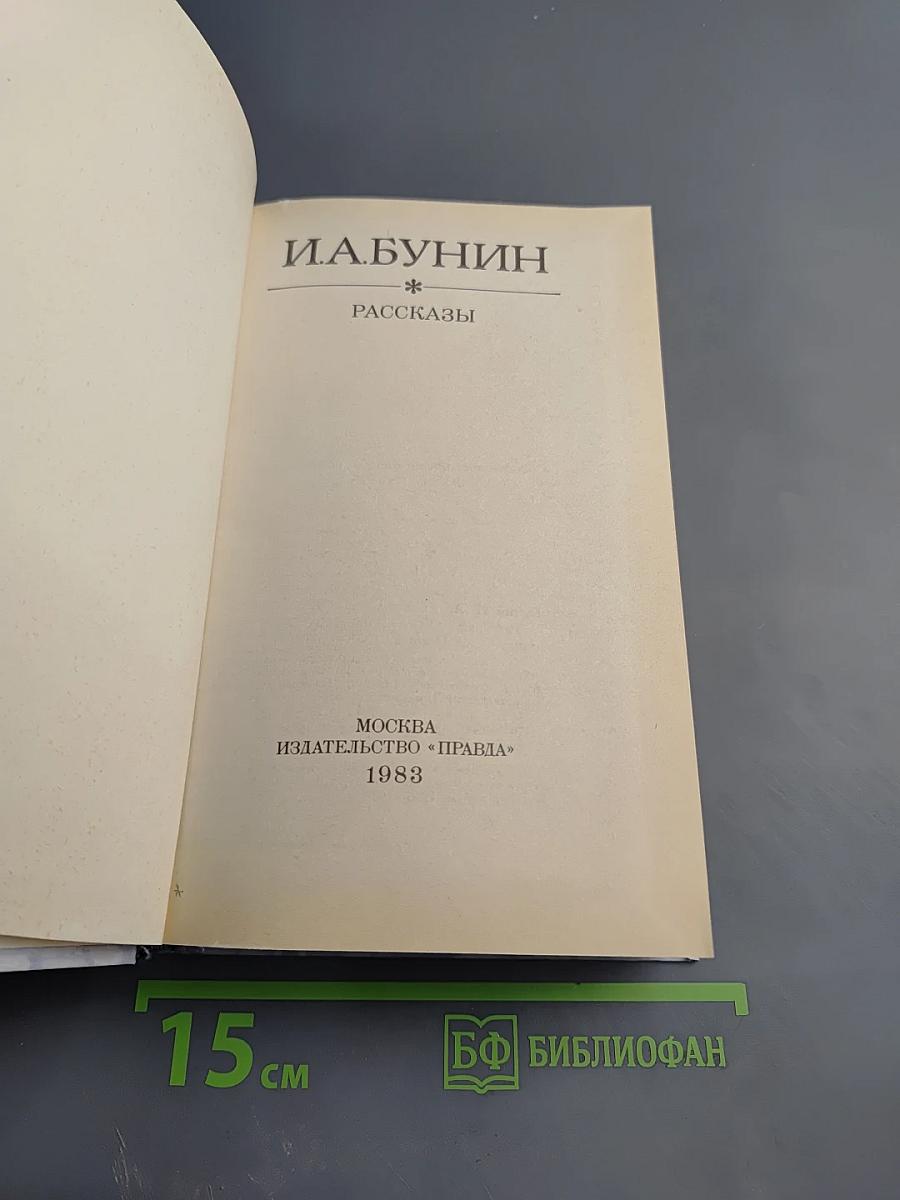 И.А.БУНИН
*
РАССКАЗЫ
МОСКВА
ИЗДАТЕЛЬСТВО «ПРАВДА»
1983
15 см
БФ БИБЛИОФАН